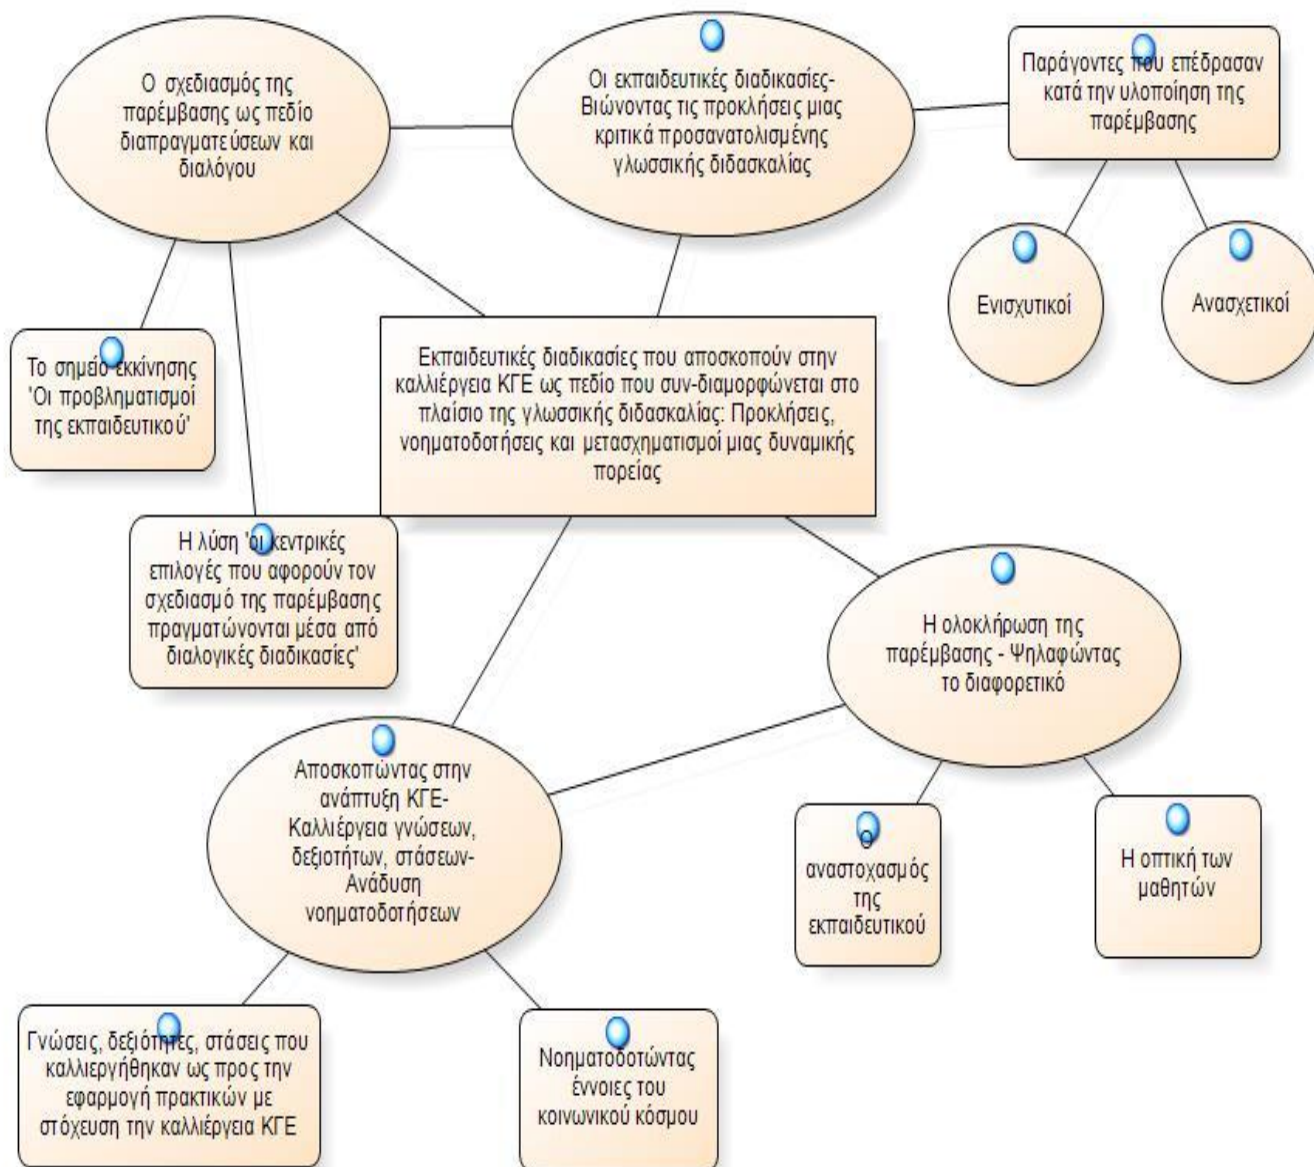 Ο σχεδιασμός της
παρέμβασης ως πεδίο
διαπραγματεύσεων και
διαλόγου
Οι εκπαιδευτικές διαδικασίες-
Βιώνοντας τις προκλήσεις μιας
κριτικά προσανατολισμένης
γλωσσικής διδασκαλίας
Παράγοντες που επέδρασαν
κατά την υλοποίηση της
παρέμβασης
Ενισχυτικοί
Ανασχετικοί
Το σημείο εκκίνησης
'Οι προβληματισμοί
της εκπαιδευτικού'
Εκπαιδευτικές διαδικασίες που αποσκοπούν στην
καλλιέργεια ΚΓΕ ως πεδίο που συν-διαμορφώνεται στο
πλαίσιο της γλωσσικής διδασκαλίας: Προκλήσεις,
νοηματοδοτήσεις και μετασχηματισμοί μιας δυναμικής
πορείας
Η λύση 'οι κεντρικές
επιλογές που αφορούν τον
σχεδιασμό της παρέμβασης
πραγματώνονται μέσα από
διαλογικές διαδικασίες'
Η ολοκλήρωση της
παρέμβασης - Ψηλαφώντας
το διαφορετικό
Αποσκοπώντας στην
ανάπτυξη ΚΓΕ-
Καλλιέργεια γνώσεων,
δεξιοτήτων, στάσεων-
Ανάδυση
νοηματοδοτήσεων
Ο
αναστοχασμός
της
εκπαιδευτικού
Η οπτική των
μαθητών
Γνώσεις, δεξιότητες, στάσεις που
καλλιεργήθηκαν ως προς την
εφαρμογή πρακτικών με
στόχευση την καλλιέργεια ΚΓΕ
Νοηματοδοτώντας
έννοιες του
κοινωνικού κόσμου